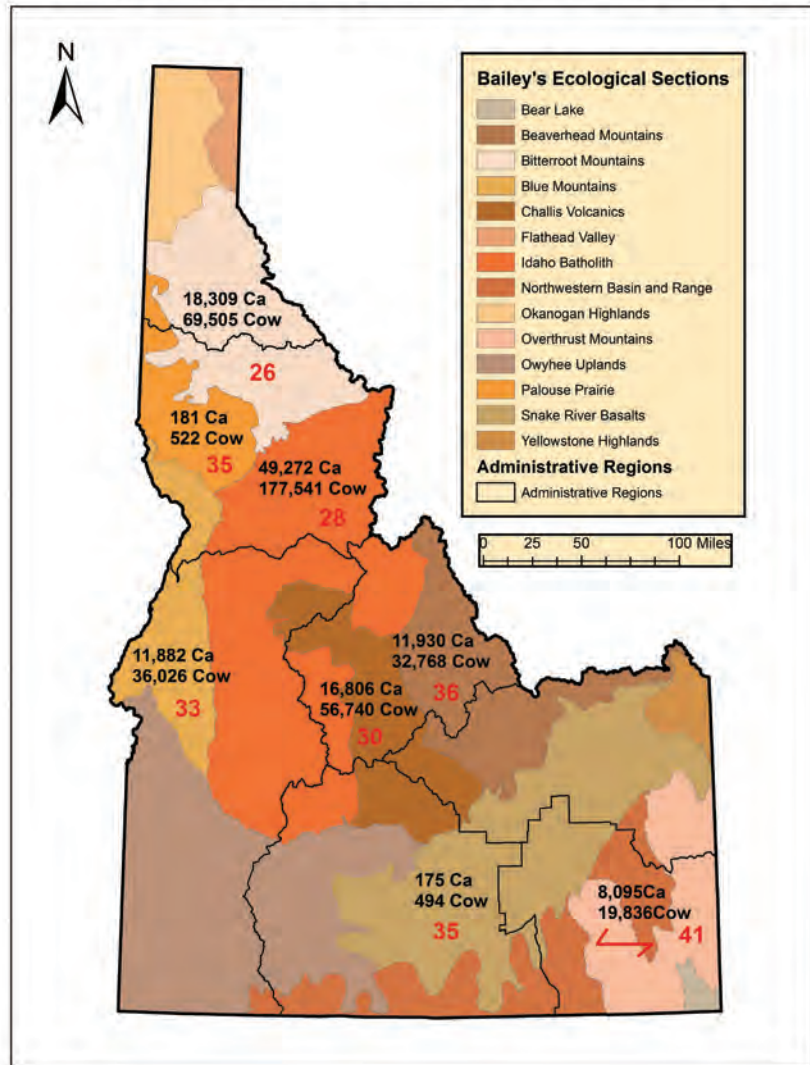 N
Bailey's Ecological Sections
Bear Lake
Beaverhead Mountains
Bitterroot Mountains
Blue Mountains
Challis Volcanics
Flathead Valley
Idaho Batholith
Northwestern Basin and Range
Okanogan Highlands
Overthrust Mountains
Owyhee Uplands
Palouse Prairie
Snake River Basalts
Yellowstone Highlands
Administrative Regions
Administrative Regions
0 25 50 100 Miles
18,309 Ca
69,505 Cow
26
181 Ca
522 Cow
35
49,272 Ca
177,541 Cow
28
11,882 Ca
36,026 Cow
33
11,930 Ca
32,768 Cow
36
16,806 Ca
56,740 Cow
30
175 Ca
494 Cow
35
8,095Ca
19,836Cow
41